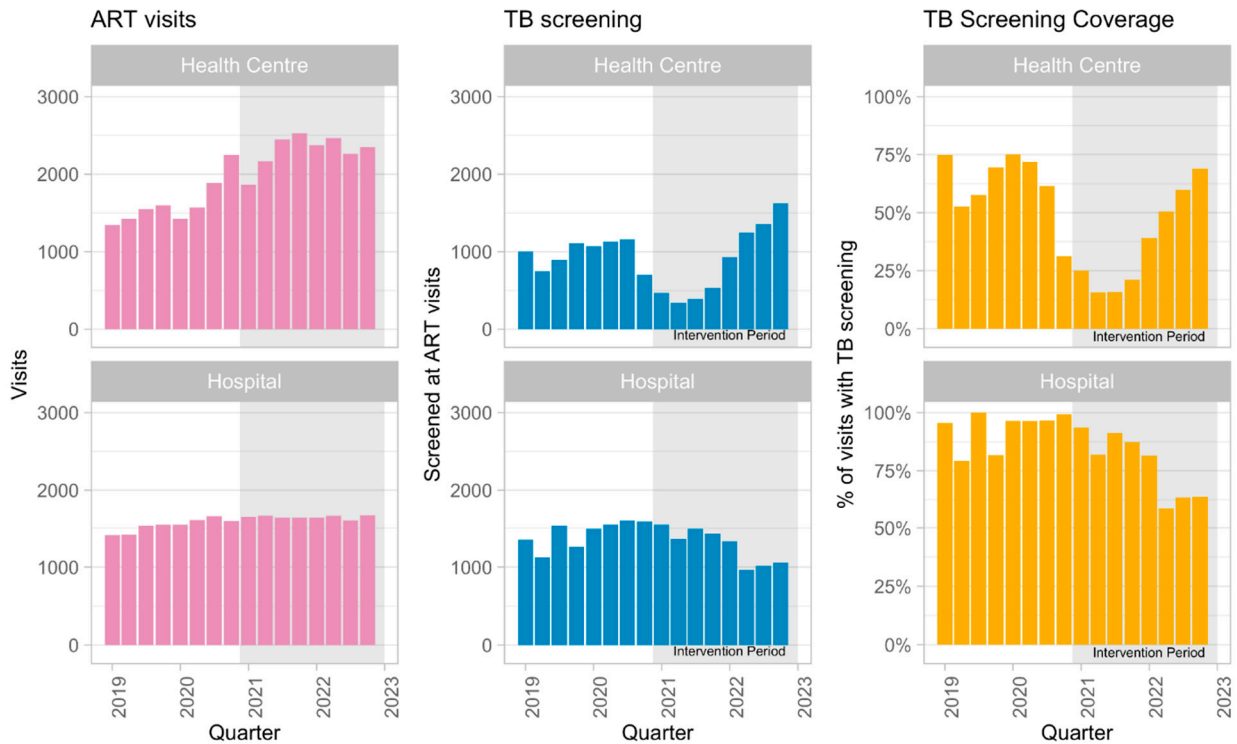 ART visits
Health Centre
3000
2000
1000
0
Hospital
3000
2000
1000
0
Visits
2019
2020
2021
2022
2023
Quarter
TB screening
Health Centre
3000
2000
1000
0
Intervention Period
Hospital
3000
2000
1000
0
Intervention Period
Screened at ART visits
2019
2020
2021
2022
2023
Quarter
TB Screening Coverage
Health Centre
100%
75%
50%
25%
0%
Intervention Period
Hospital
100%
75%
50%
25%
0%
Intervention Period
% of visits with TB screening
2019
2020
2021
2022
2023
Quarter